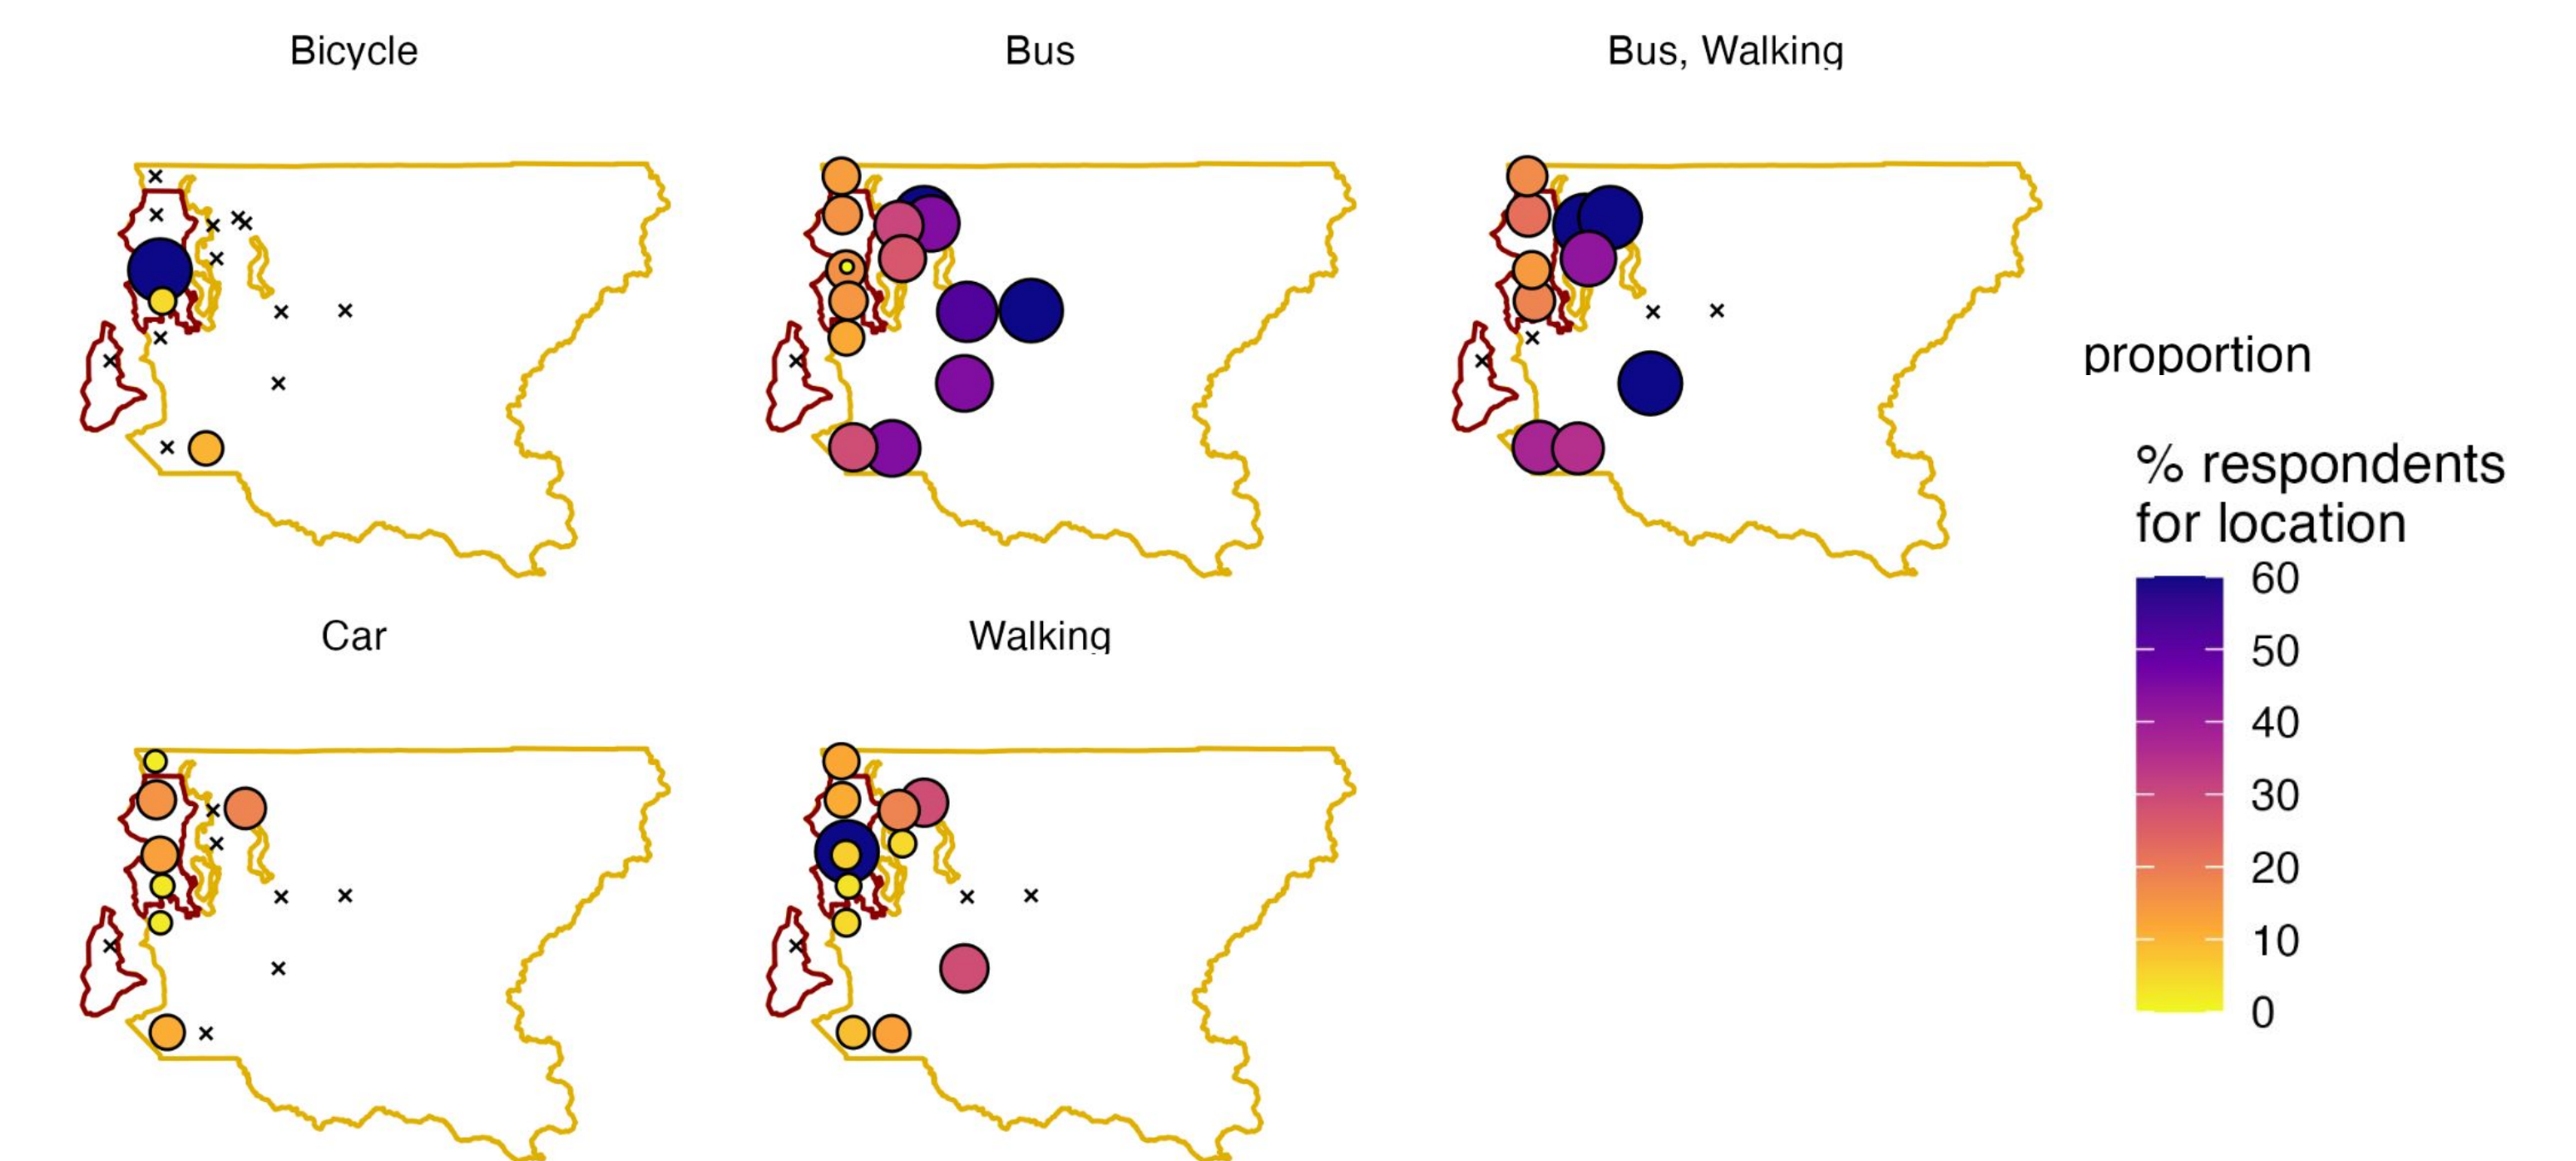 Bicycle
Bus
Bus, Walking
Car
Walking
proportion
% respondents
for location
60
50
40
30
20
10
0